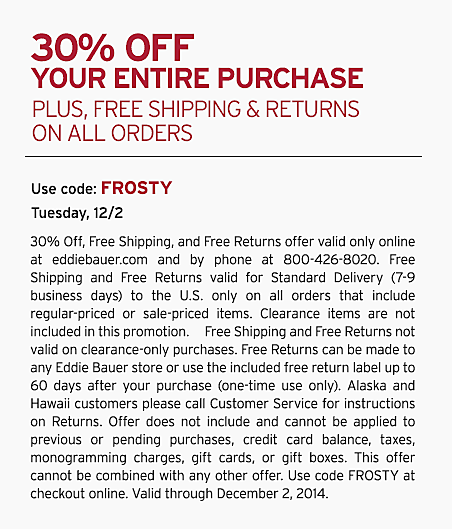 30% OFF
YOUR ENTIRE PURCHASE
PLUS, FREE SHIPPING & RETURNS
ON ALL ORDERS
Use code: FROSTY
Tuesday, 12/2
30% Off, Free Shipping, and Free Returns offer valid only online
at eddiebauer.com and by phone at 800-426-8020. Free
Shipping and Free Returns valid for Standard Delivery (7-9
business days) to the U.S. only on all orders that include
regular-priced or sale-priced items. Clearance items are not
included in this promotion. Free Shipping and Free Returns not
valid on clearance-only purchases. Free Returns can be made to
any Eddie Bauer store or use the included free return label up to
60 days after your purchase (one-time use only). Alaska and
Hawaii customers please call Customer Service for instructions
on Returns. Offer does not include and cannot be applied to
previous or pending purchases, credit card balance, taxes,
monogramming charges, gift cards, or gift boxes. This offer
cannot be combined with any other offer. Use code FROSTY at
checkout online. Valid through December 2, 2014.